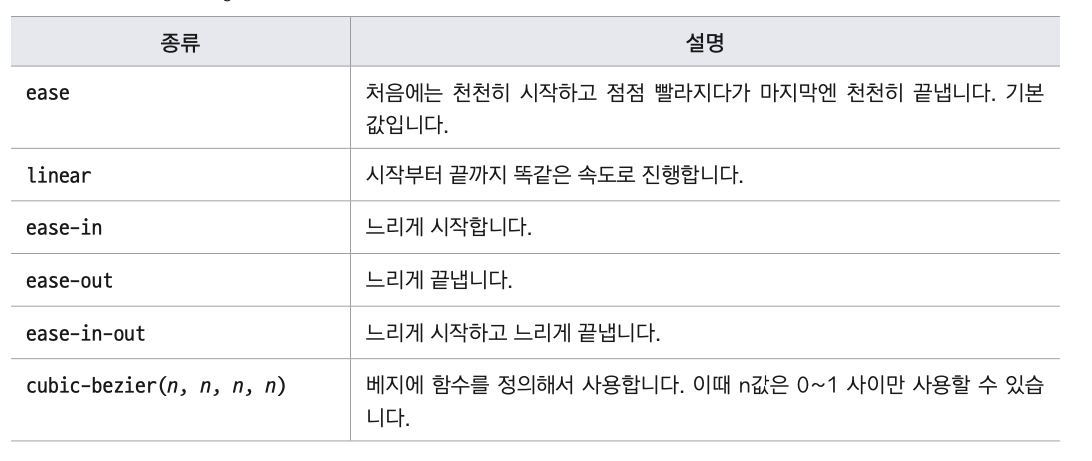 종류 설명
ease 처음에는 천천히 시작하고 점점 빨라지다가 마지막엔 천천히 끝냅니다. 기본
값입니다.
linear 시작부터 끝까지 똑같은 속도로 진행합니다.
ease-in 느리게 시작합니다.
ease-out 느리게 끝냅니다.
ease-in-out 느리게 시작하고 느리게 끝냅니다.
cubic-bezier(n, n, n, n) 베지에 함수를 정의해서 사용합니다. 이때 n값은 0~1 사이만 사용할 수 있습
니다.